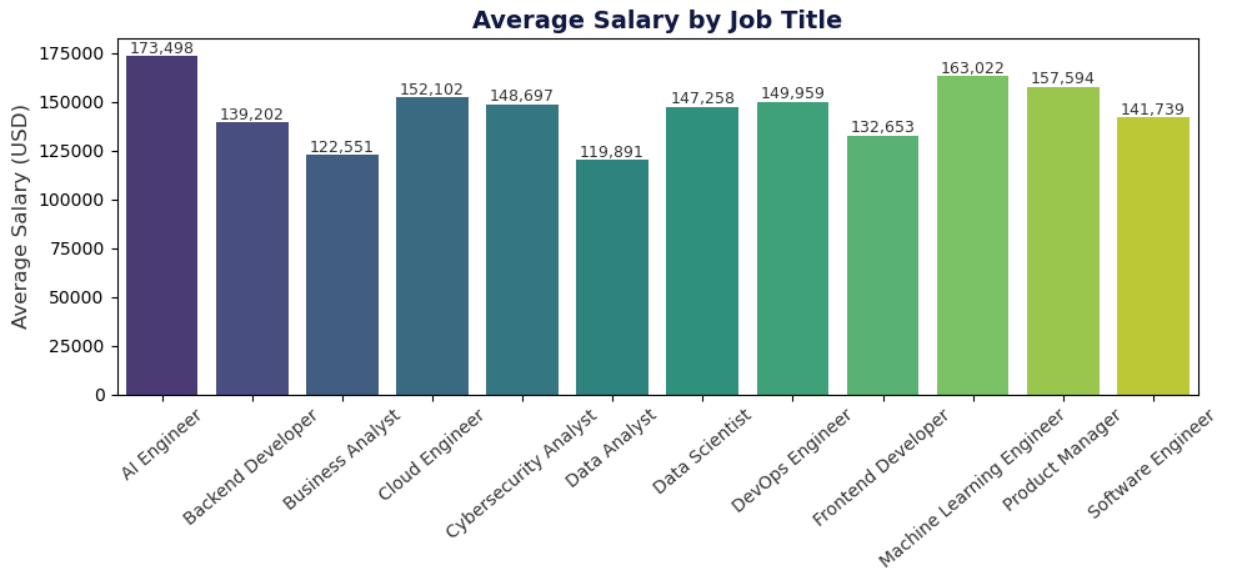 Average Salary by Job Title
Average Salary (USD)
175000
150000
125000
100000
75000
50000
25000
0
173,498
139,202
122,551
152,102
148,697
119,891
147,258
149,959
132,653
163,022
157,594
141,739
AI Engineer
Backend Developer
Business Analyst
Cloud Engineer
Cybersecurity Analyst
Data Analyst
Data Scientist
DevOps Engineer
Frontend Developer
Machine Learning Engineer
Product Manager
Software Engineer